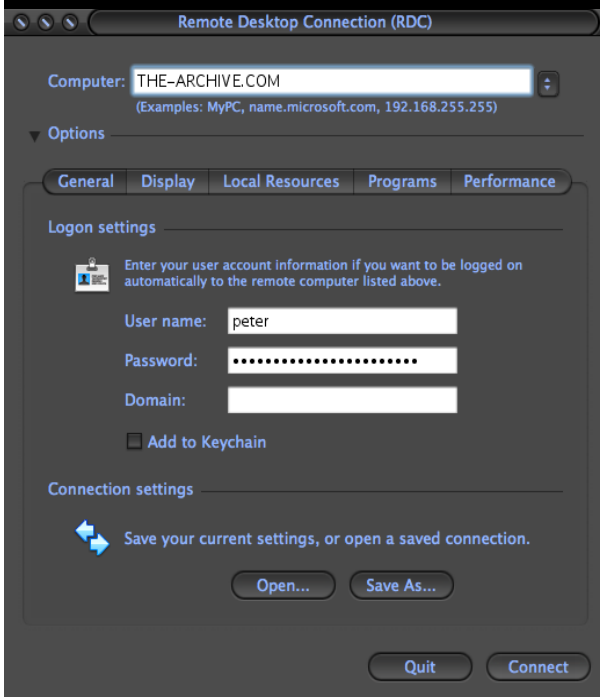 Remote Desktop Connection (RDC)
Computer: THE-ARCHIVE.COM
(Examples: MyPC, name.microsoft.com, 192.168.255.255)
Options
General Display Local Resources Programs Performance
Logon settings
Enter your user account information if you want to be logged on
automatically to the remote computer listed above.
User name: peter
Password: •••••••••••••••••••••••
Domain:
Add to Keychain
Connection settings
Save your current settings, or open a saved connection.
Open... Save As...
Quit Connect